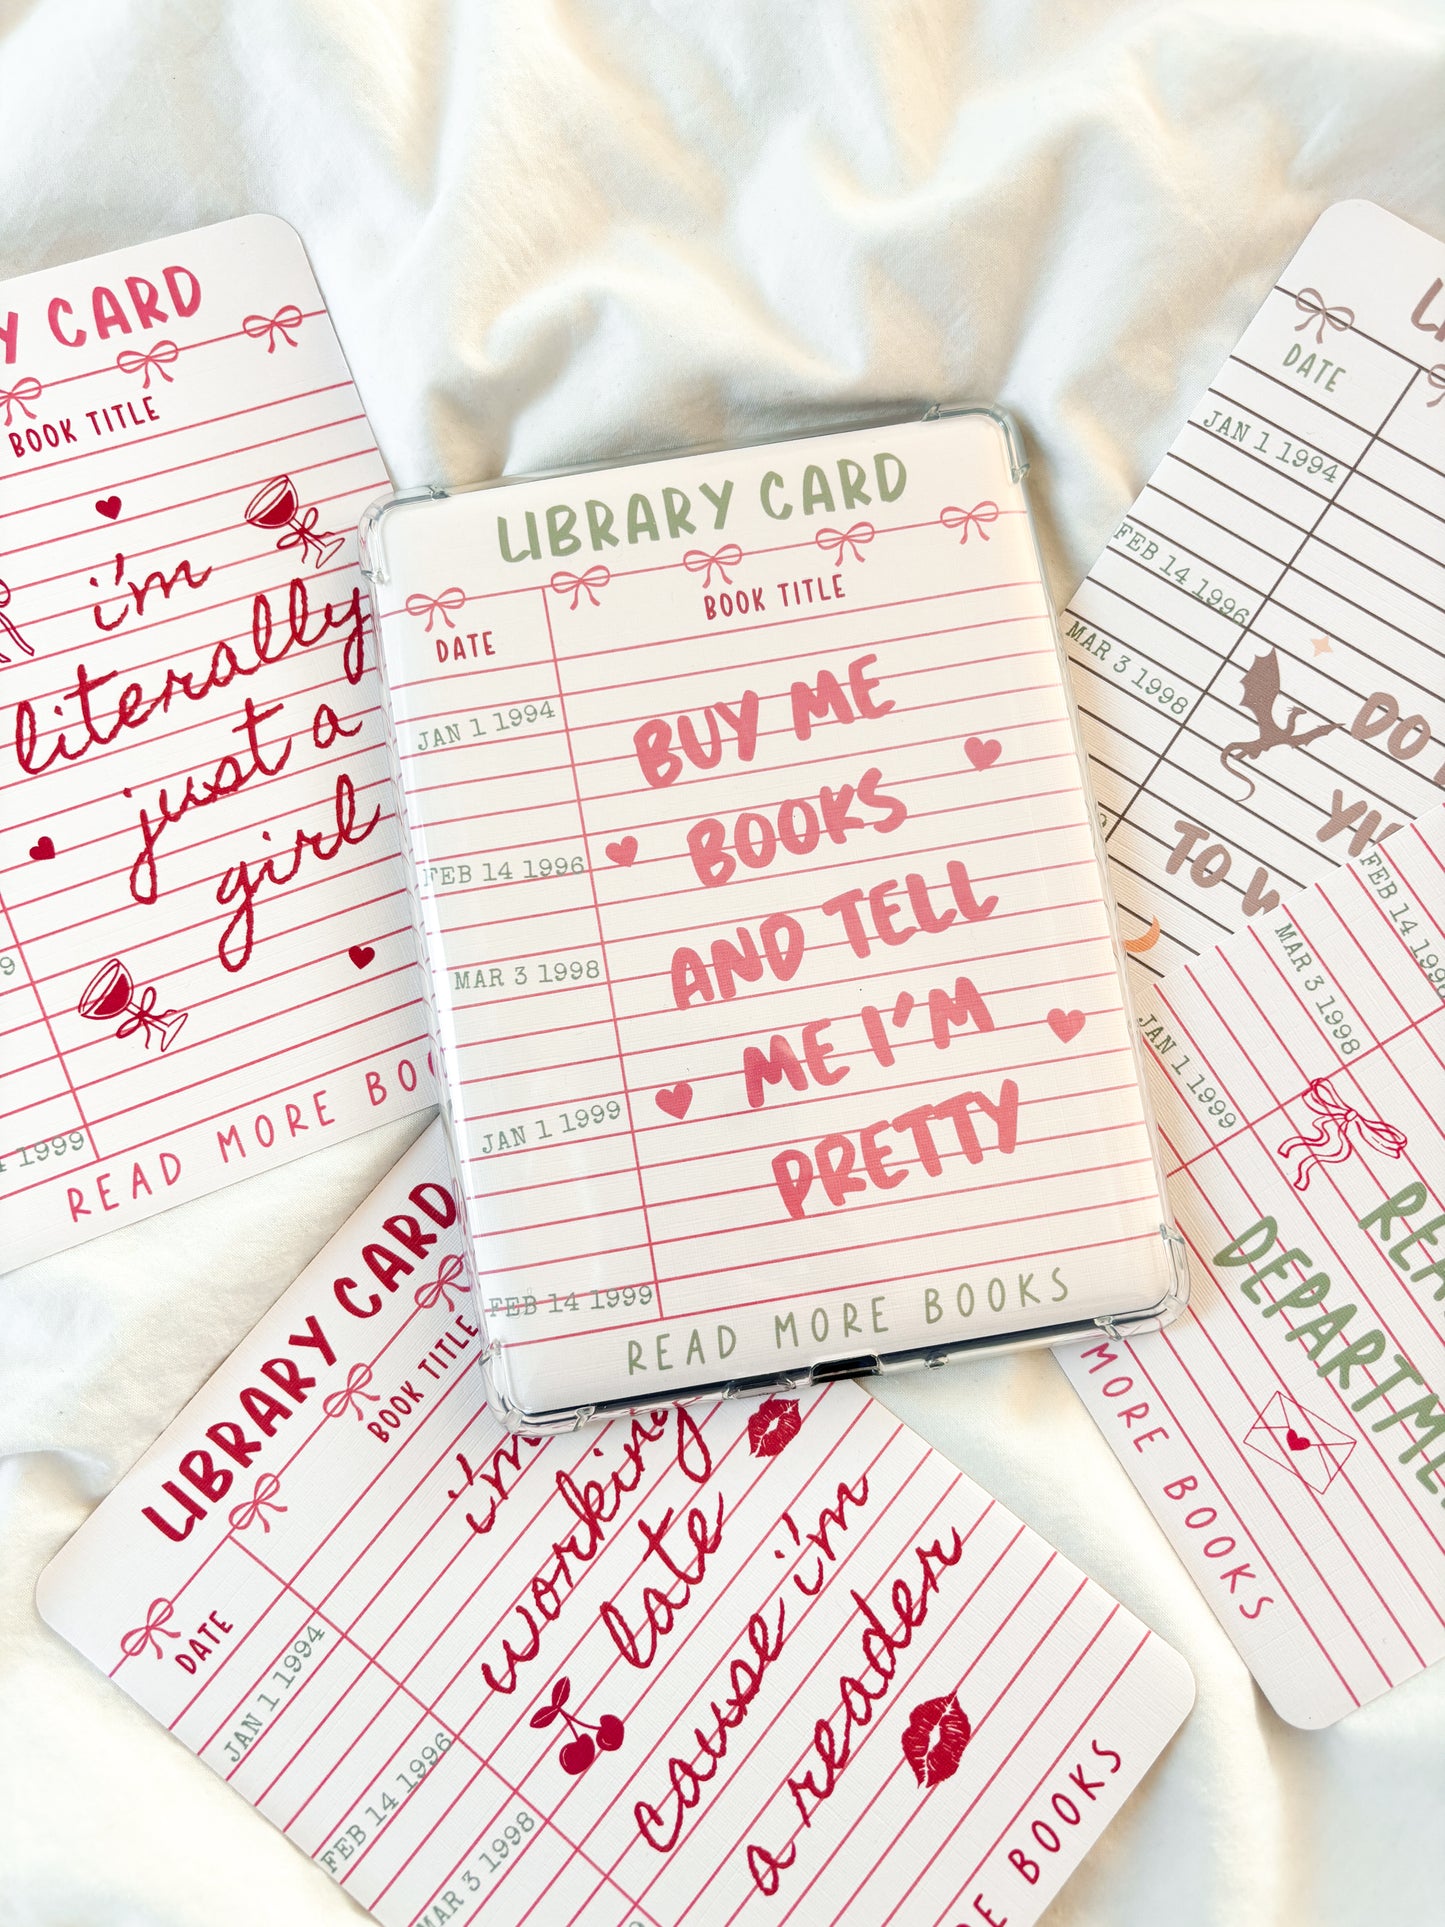 Y CARD
BOOK TITLE
i'm
literally
just a
girl
1999
READ MORE
LIBRARY CARD
DATE
BOOK TITLE
JAN 1 1994
FEB 14 1996
MAR 3 1998
JAN 1 1999
FEB 14 1999
BUY ME
BOOKS
AND TELL
ME I'M
PRETTY
READ MORE BOOKS
DATE
JAN 1 1994
FEB 14 1996
MAR 3 1998
TO
FEB 14 1996
MAR 3 1998
JAN 1 1999
MORE BOOKS
LIBRARY CARD
DATE
BOOK TITLE
JAN 1 1994
FEB 14 1996
MAR 3 1998
i'm
working
late
cause i'm
a reader
BOOKS